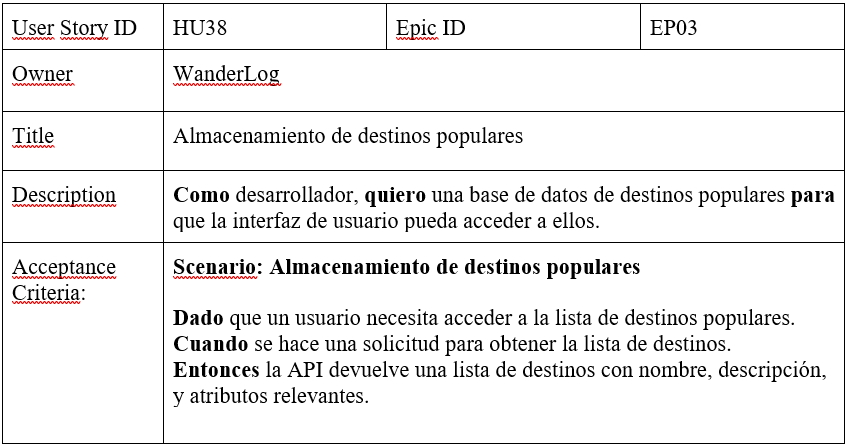 User Story ID HU38 Epic ID EP03
Owner WanderLog
Title Almacenamiento de destinos populares
Description Como desarrollador, quiero una base de datos de destinos populares para
que la interfaz de usuario pueda acceder a ellos.
Acceptance
Criteria:
Scenario: Almacenamiento de destinos populares
Dado que un usuario necesita acceder a la lista de destinos populares.
Cuando se hace una solicitud para obtener la lista de destinos.
Entonces la API devuelve una lista de destinos con nombre, descripción,
y atributos relevantes.